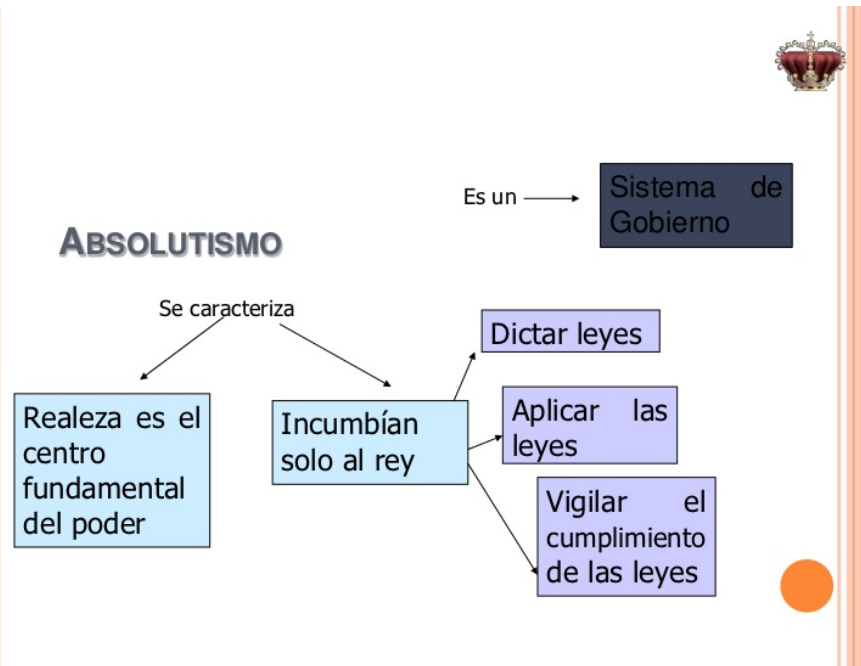 Es un
Sistema de
Gobierno
ABSOLUTISMO
Se caracteriza
Dictar leyes
Realeza es el
centro
fundamental
del poder
Incumbían
solo al rey
Aplicar las
leyes
Vigilar el
cumplimiento
de las leyes